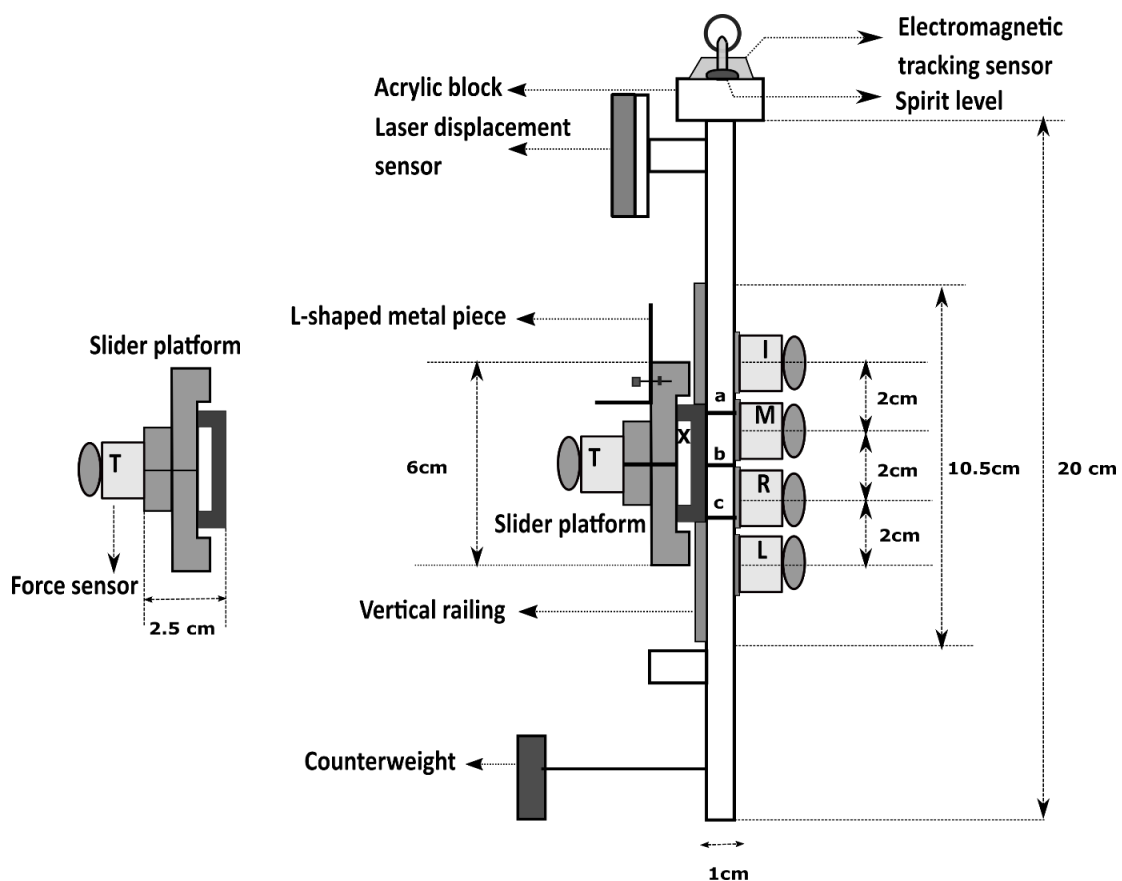 Electromagnetic
tracking sensor
Spirit level
Acrylic block
Laser displacement
sensor
L-shaped metal piece
Slider platform
I
a
2cm
M
X
T
T
6cm
b
2cm
10.5cm
20 cm
R
c
Slider platform
2cm
L
Force sensor
Vertical railing
2.5 cm
Counterweight
1cm